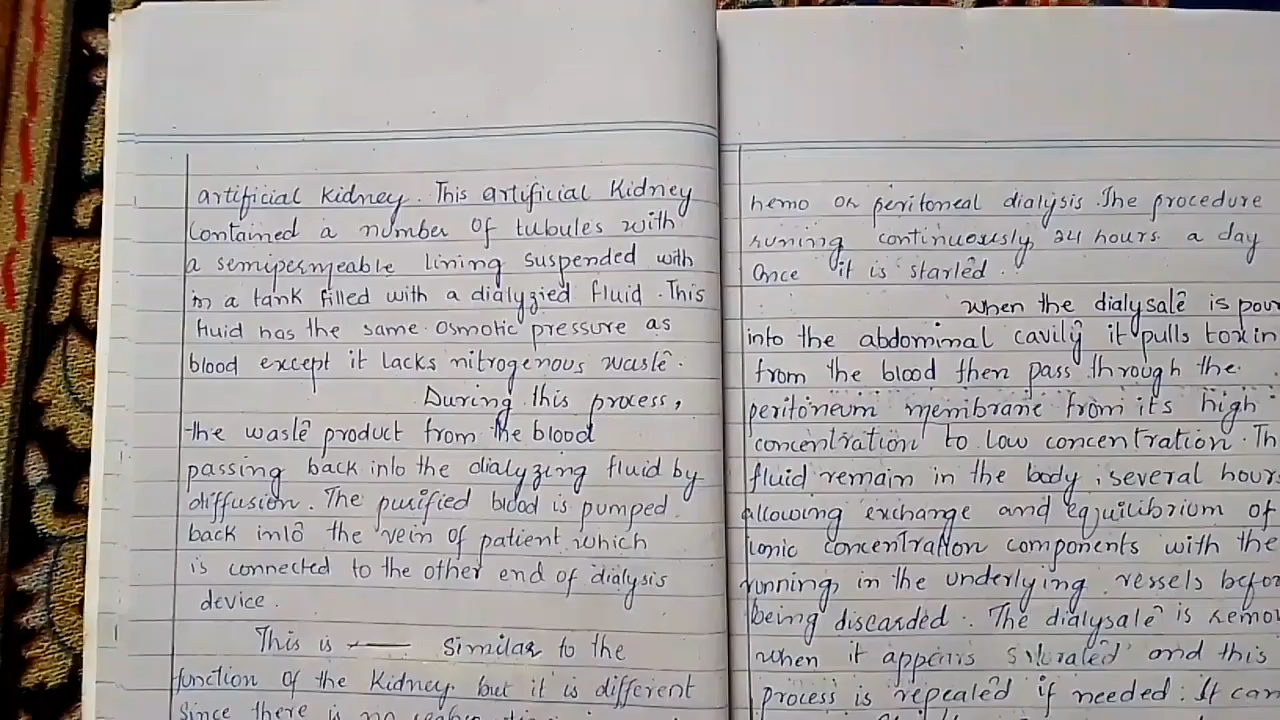 artificial kidney. This artificial Kidney
Contained a number of tubules with
a semipermeable lining suspended with
in a tank filled with a dialyzied fluid. This
fluid has the same osmotic pressure as
blood except it lacks nitrogenous waste.
During this process,
the waste product from the blood
passing back into the dialyzing fluid by
diffusion. The purified blood is pumped
back into the vein of patient which
is connected to the other end of dialysis
device.
This is — Similar to the
function of the Kidney. but it is different
Since there is no
hemo or peritoneal dialysis. The procedure
runing continuously, 24 hours. a day
Once it is started.
when the dialysate is pou
into the abdominal cavity it pulls toxin
from the blood then pass through the
peritoneum membrane from its high
concentration to low concentration. Th
fluid remain in the body, several hour
allowing exchange and equilibrium of
ionic concentration components with the
running, in the underlying vessels befo
being discarded. The dialysate is remo
when it appears and this
process is repeated if needed. It can